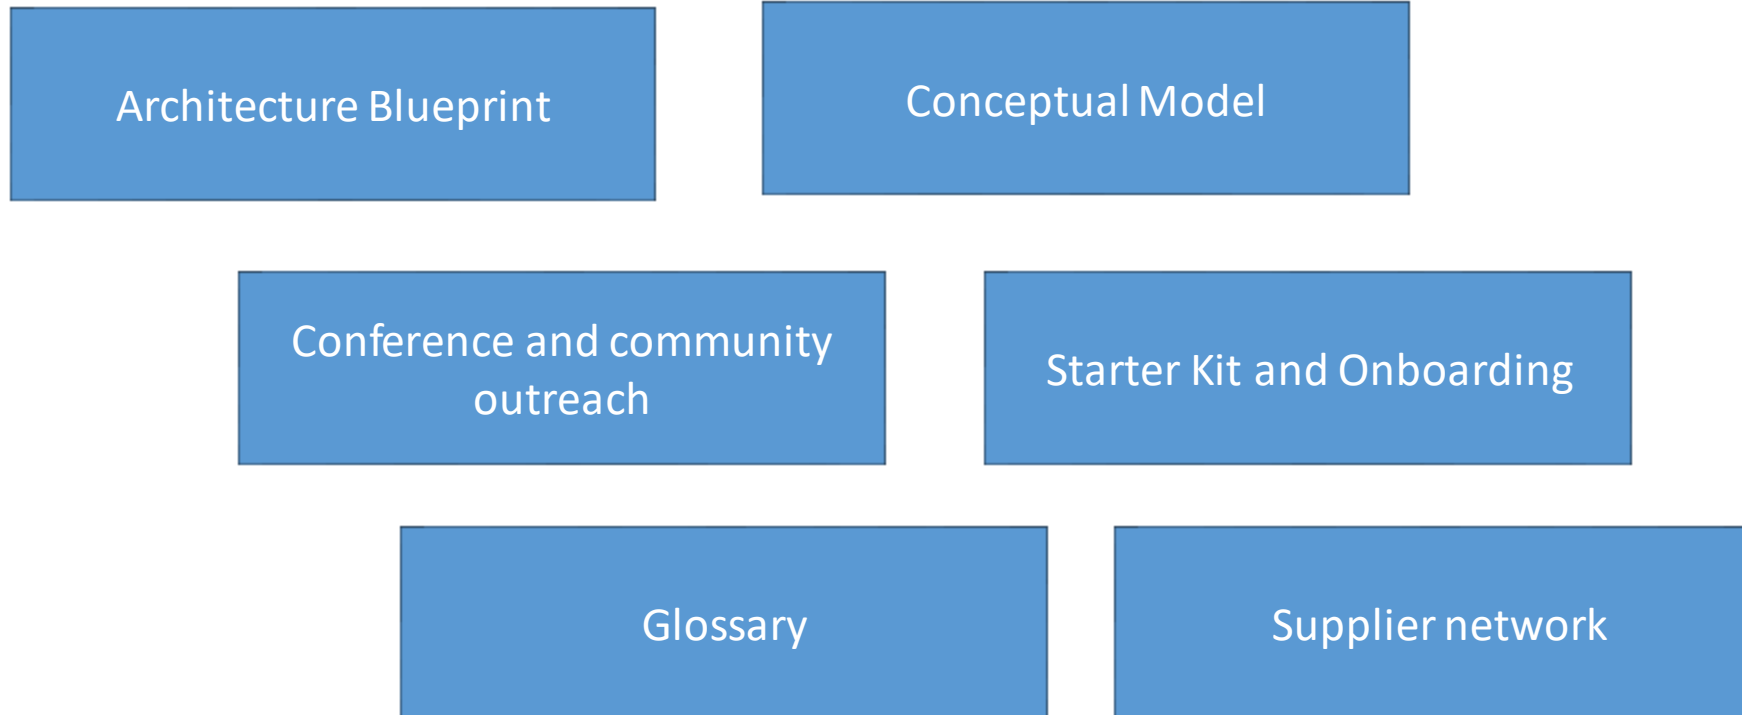 Architecture Blueprint
Conceptual Model
Conference and community
outreach
Starter Kit and Onboarding
Glossary
Supplier network